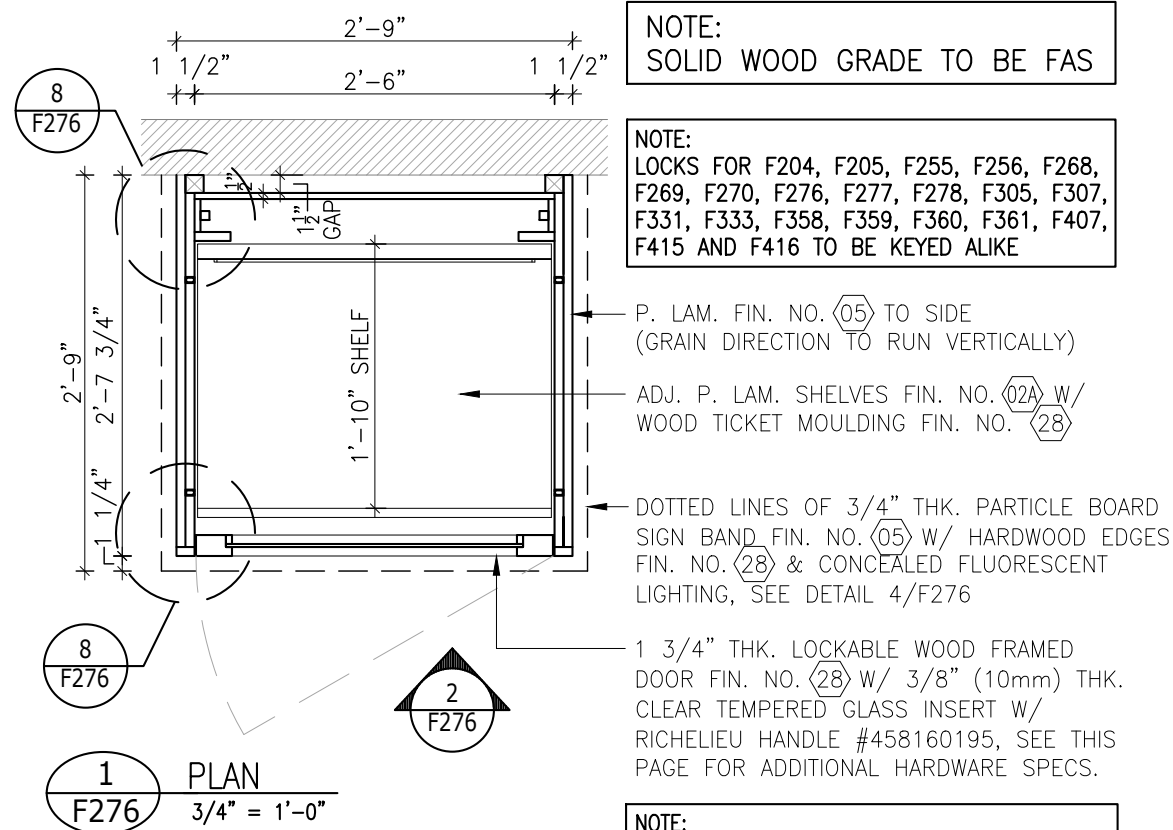 2'-9"
1 1/2"
2'-6"
1 1/2"
8
F276
NOTE:
SOLID WOOD GRADE TO BE FAS
NOTE:
LOCKS FOR F204, F205, F255, F256, F268,
F269, F270, F276, F277, F278, F305, F307,
F331, F333, F358, F359, F360, F361, F407,
F415 AND F416 TO BE KEYED ALIKE
1"
2
1 1/2"
GAP
2'-9"
2'-7 3/4"
1 1/4"
1'-10" SHELF
P. LAM. FIN. NO. 05 TO SIDE
(GRAIN DIRECTION TO RUN VERTICALLY)
ADJ. P. LAM. SHELVES FIN. NO. 02A W/
WOOD TICKET MOULDING FIN. NO. 28
DOTTED LINES OF 3/4" THK. PARTICLE BOARD
SIGN BAND FIN. NO. 05 W/ HARDWOOD EDGES
FIN. NO. 28 & CONCEALED FLUORESCENT
LIGHTING, SEE DETAIL 4/F276
1 3/4" THK. LOCKABLE WOOD FRAMED
DOOR FIN. NO. 28 W/ 3/8" (10mm) THK.
CLEAR TEMPERED GLASS INSERT W/
RICHELIEU HANDLE #458160195, SEE THIS
PAGE FOR ADDITIONAL HARDWARE SPECS.
8
F276
2
F276
1
F276
PLAN
3/4" = 1'-0"
NOTE: